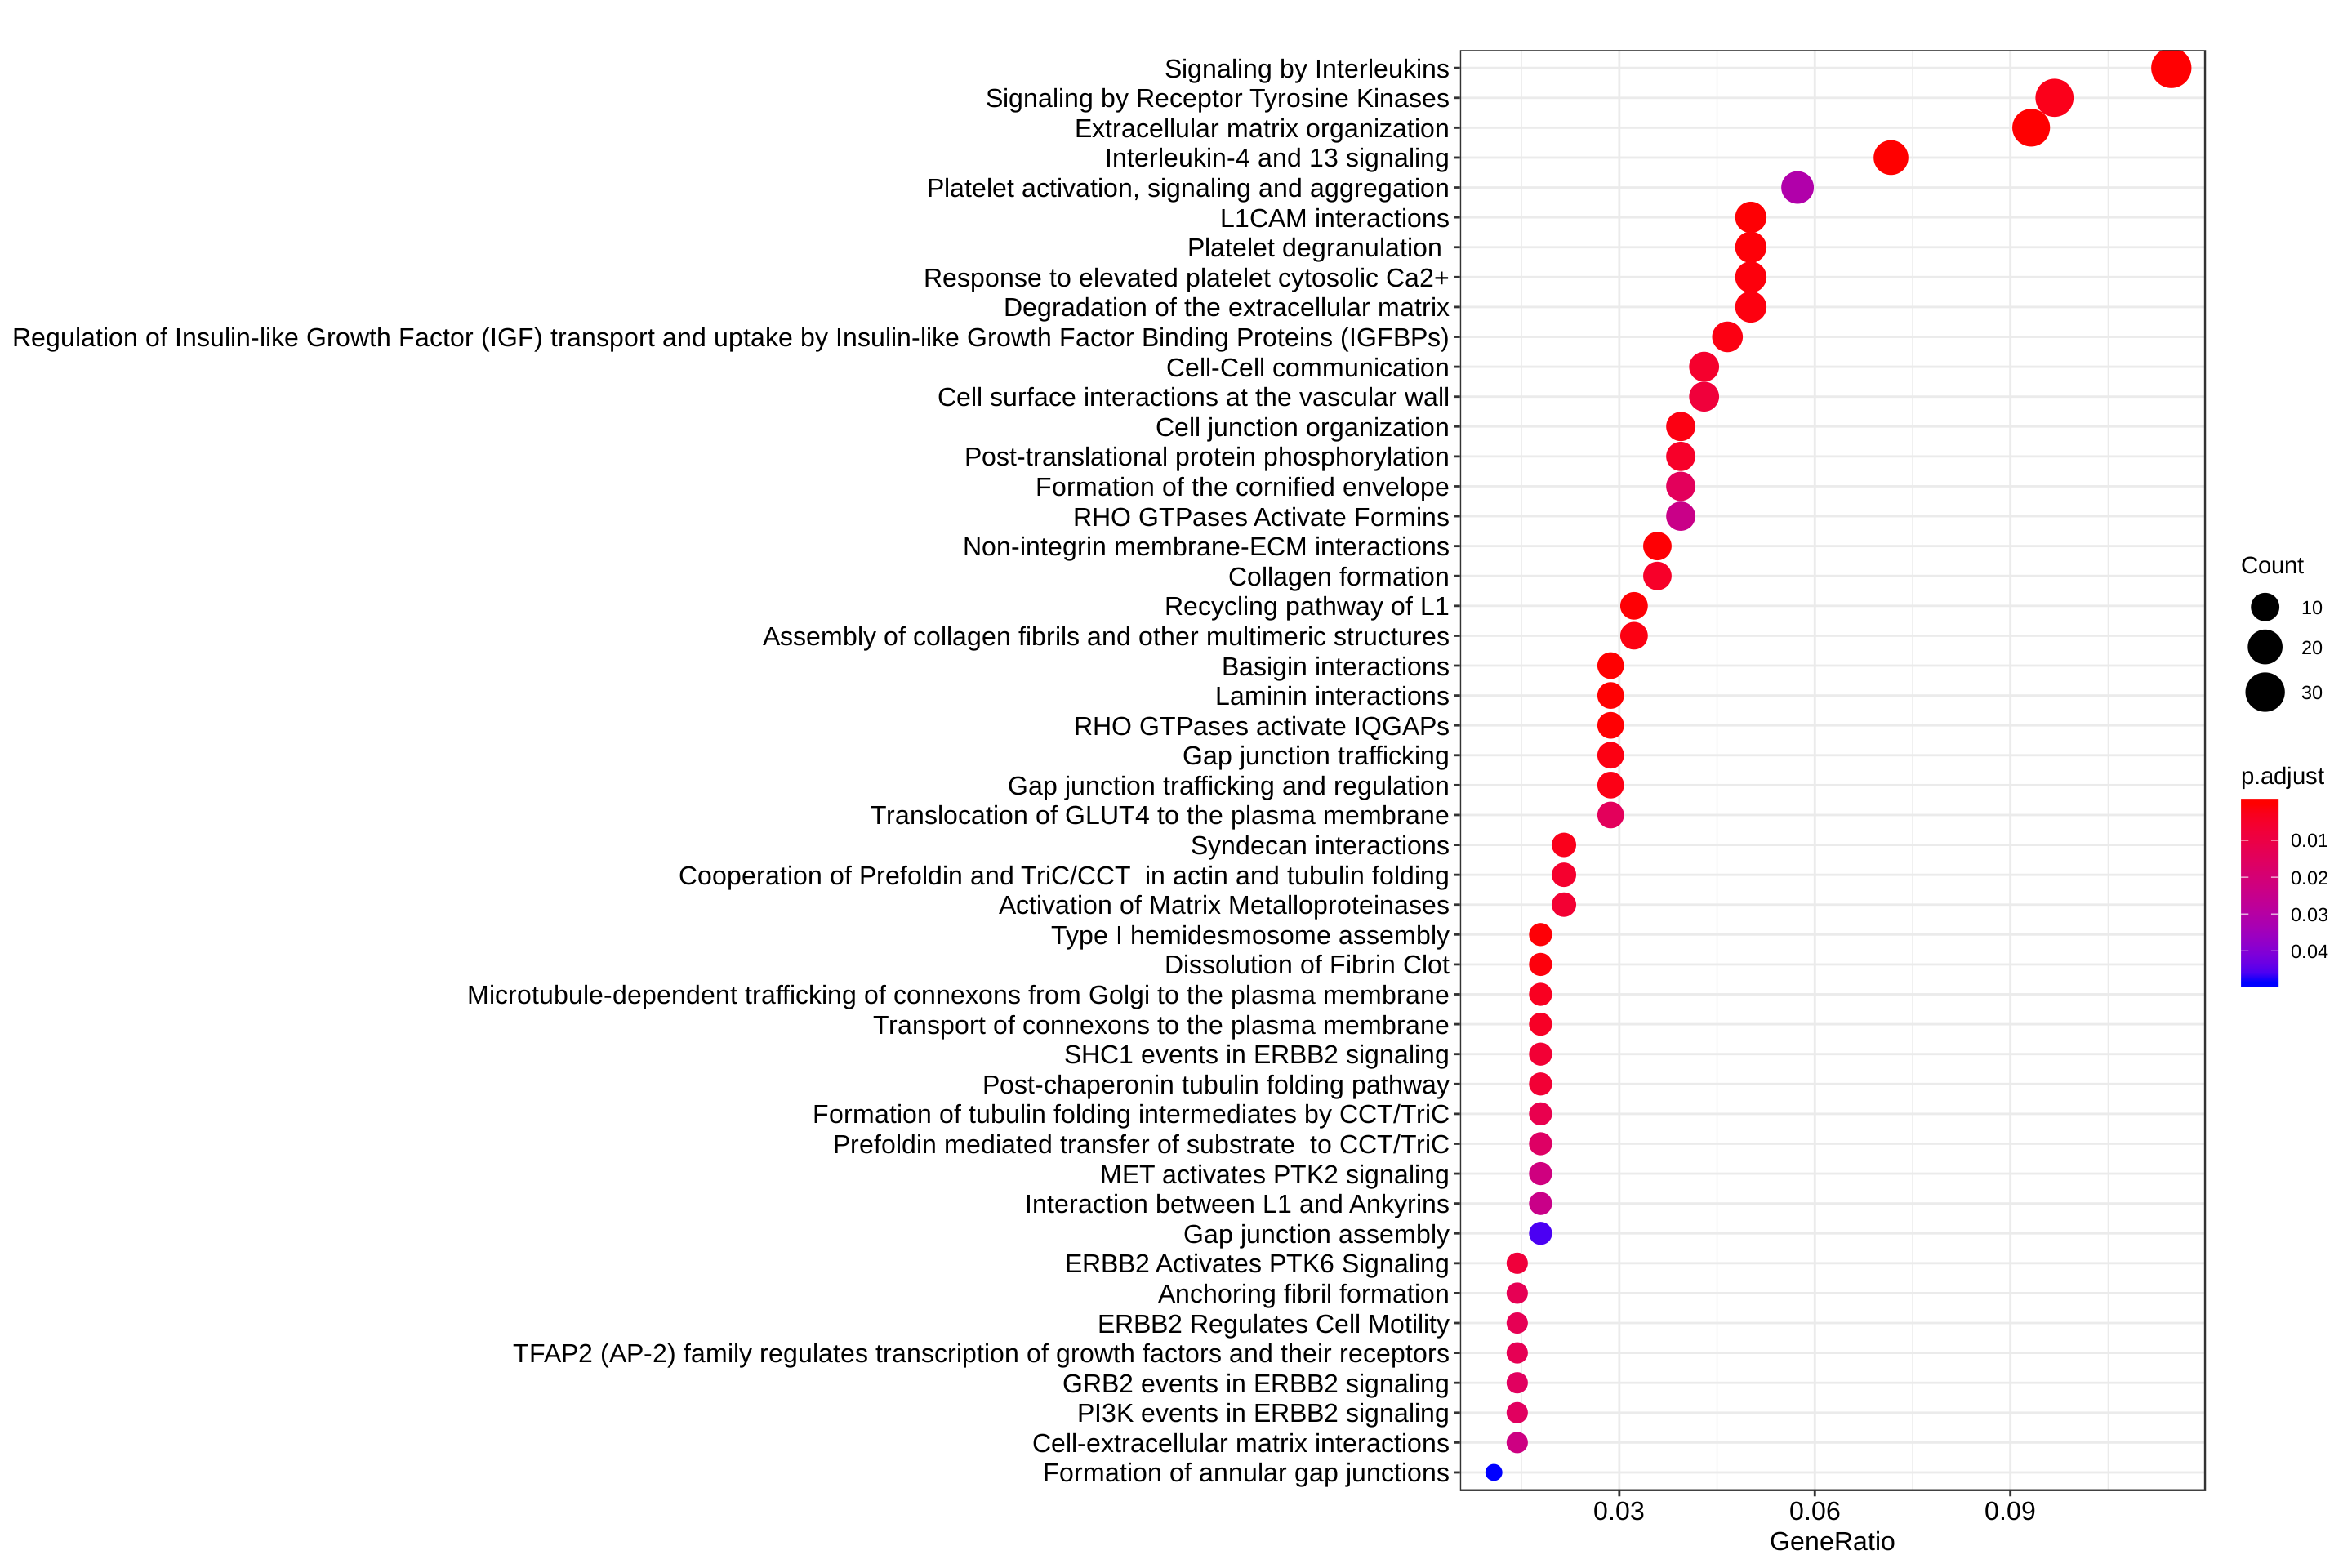 Signaling by Interleukins
Signaling by Receptor Tyrosine Kinases
Extracellular matrix organization
Interleukin-4 and 13 signaling
Platelet activation, signaling and aggregation
L1CAM interactions
Platelet degranulation
Response to elevated platelet cytosolic Ca2+
Degradation of the extracellular matrix
Regulation of Insulin-like Growth Factor (IGF) transport and uptake by Insulin-like Growth Factor Binding Proteins (IGFBPs)
Cell-Cell communication
Cell surface interactions at the vascular wall
Cell junction organization
Post-translational protein phosphorylation
Formation of the cornified envelope
RHO GTPases Activate Formins
Non-integrin membrane-ECM interactions
Collagen formation
Recycling pathway of L1
Assembly of collagen fibrils and other multimeric structures
Basigin interactions
Laminin interactions
RHO GTPases activate IQGAPs
Gap junction trafficking
Gap junction trafficking and regulation
Translocation of GLUT4 to the plasma membrane
Syndecan interactions
Cooperation of Prefoldin and TriC/CCT  in actin and tubulin folding
Activation of Matrix Metalloproteinases
Type I hemidesmosome assembly
Dissolution of Fibrin Clot
Microtubule-dependent trafficking of connexons from Golgi to the plasma membrane
Transport of connexons to the plasma membrane
SHC1 events in ERBB2 signaling
Post-chaperonin tubulin folding pathway
Formation of tubulin folding intermediates by CCT/TriC
Prefoldin mediated transfer of substrate  to CCT/TriC
MET activates PTK2 signaling
Interaction between L1 and Ankyrins
Gap junction assembly
ERBB2 Activates PTK6 Signaling
Anchoring fibril formation
ERBB2 Regulates Cell Motility
TFAP2 (AP-2) family regulates transcription of growth factors and their receptors
GRB2 events in ERBB2 signaling
PI3K events in ERBB2 signaling
Cell-extracellular matrix interactions
Formation of annular gap junctions
0.03
0.06
0.09
GeneRatio
Count
10
20
30
p.adjust
0.01
0.02
0.03
0.04